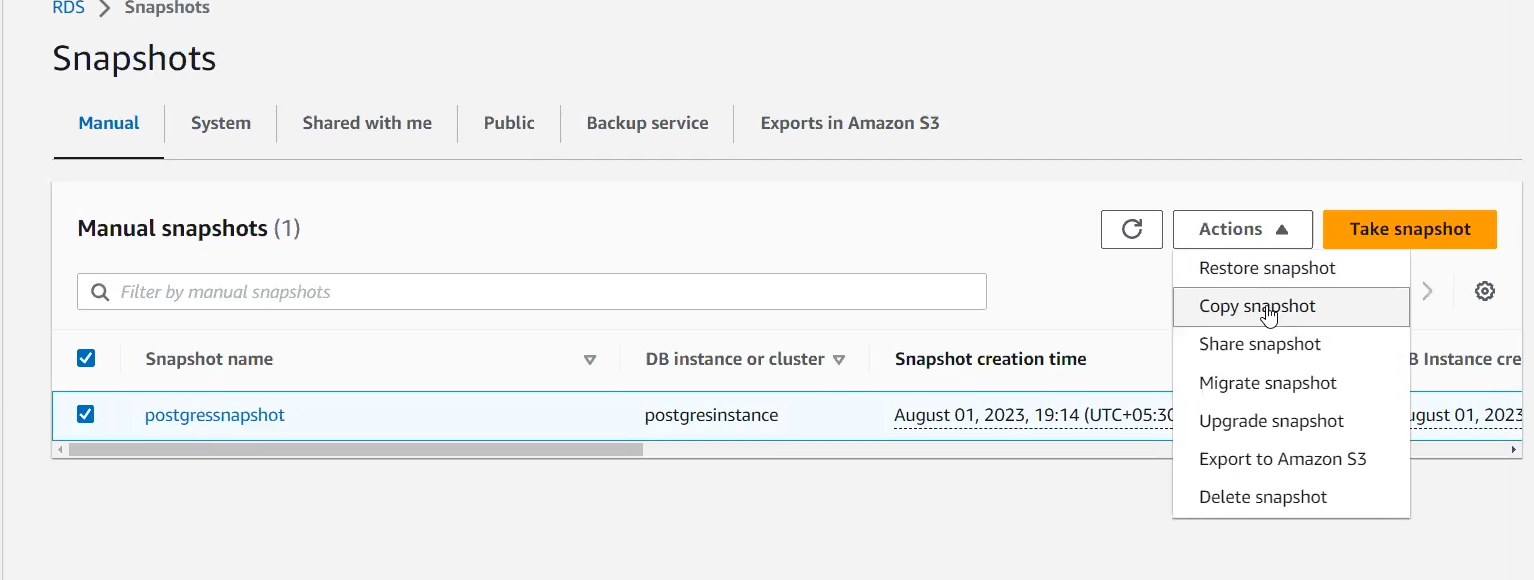 RDS > Snapshots
Snapshots
Manual System Shared with me Public Backup service Exports in Amazon S3
Manual snapshots (1) Actions Take snapshot
Restore snapshot
Filter by manual snapshots
Copy snapshot
Share snapshot
Snapshot name DB instance or cluster Snapshot creation time B Instance cre
Migrate snapshot
postgressnapshot postgresinstance August 01, 2023, 19:14 (UTC+05:30 ugust 01, 2023
Upgrade snapshot
Export to Amazon S3
Delete snapshot